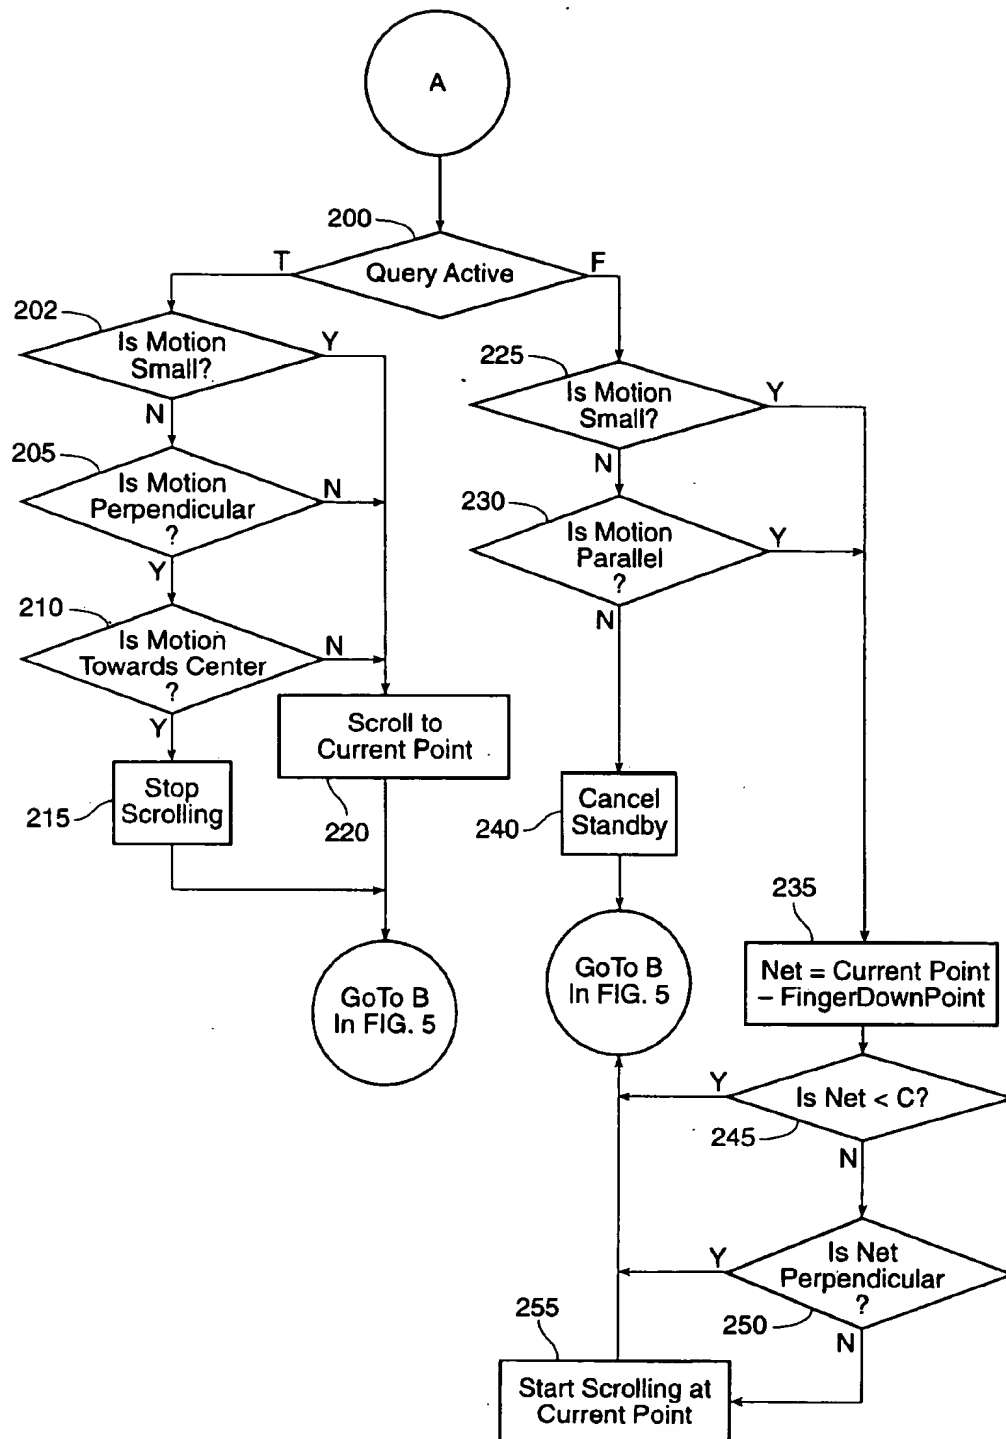 A
200
T
Query Active
F
202
Is Motion
Small?
Y
N
205
Is Motion
Perpendicular
?
N
Y
210
Is Motion
Towards Center
?
N
Y
215
Stop
Scrolling
Scroll to
Current Point
220
GoTo B
In FIG. 5
225
Is Motion
Small?
Y
N
230
Is Motion
Parallel
?
Y
N
240
Cancel
Standby
GoTo B
In FIG. 5
235
Net = Current Point
– FingerDownPoint
Y
Is Net < C?
245
N
Y
Is Net
Perpendicular
?
250
N
255
Start Scrolling at
Current Point